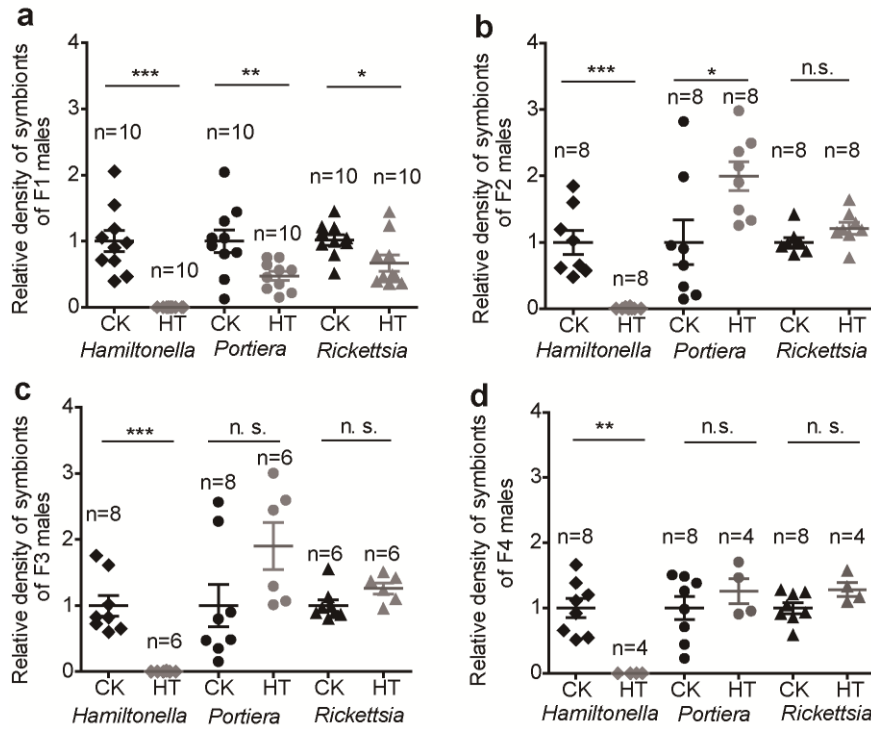 a
Relative density of symbionts
of F1 males
4
3
2
1
0
*** ** *
n=10 n=10
n=10 n=10
n=10
n=10
CK HT CK HT CK HT
Hamiltonella Portiera Rickettsia
b
Relative density of symbionts
of F2 males
4
3
2
1
0
*** * n.s.
n=8 n=8
n=8 n=8 n=8
n=8
CK HT CK HT CK HT
Hamiltonella Portiera Rickettsia
c
Relative density of symbionts
of F3 males
4
3
2
1
0
*** n. s. n. s.
n=6
n=8 n=8
n=6 n=6
n=6
CK HT CK HT CK HT
Hamiltonella Portiera Rickettsia
d
Relative density of symbionts
of F4 males
4
3
2
1
0
** n.s. n.s.
n=8 n=8 n=4 n=8 n=4
n=4
CK HT CK HT CK HT
Hamiltonella Portiera Rickettsia